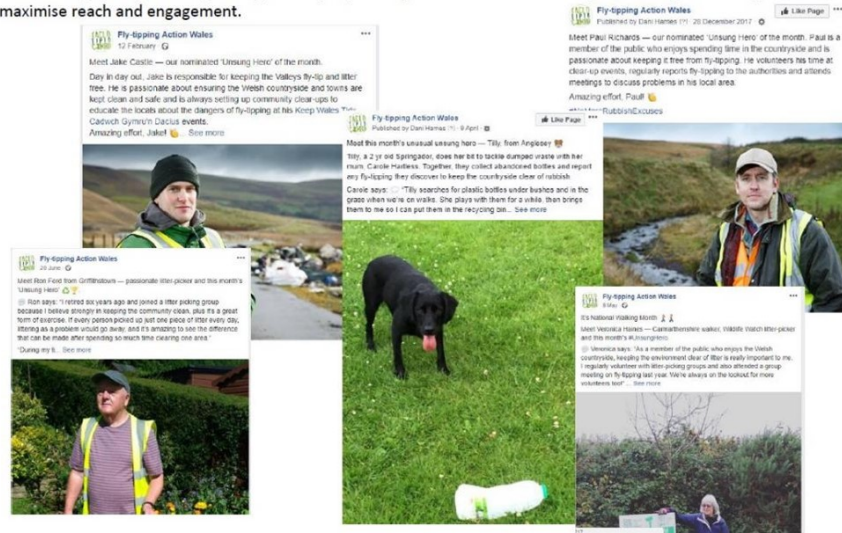 maximise reach and engagement.
Fly-tipping Action Wales
12 February
Meet Jake Castle — our nominated 'Unsung Hero' of the month.
Day in day out, Jake is responsible for keeping the Valleys fly-tip and litter
free. He is passionate about ensuring the Welsh countryside and towns are
kept clean and safe and is always setting up community clear-ups to
educate the locals about the dangers of fly-tipping at his Keep Wales Tidy
Cadwch Gymru'n Daclus events.
Amazing effort, Jake! ... See more
Fly-tipping Action Wales
Published by Dani Harnes · 28 December 2017
Like Page
Meet Paul Richards — our nominated 'Unsung Hero' of the month. Paul is a
member of the public who enjoys spending time in the countryside and is
passionate about keeping it free from fly-tipping. He volunteers his time at
clear-up events, regularly reports fly-tipping to the authorities and attends
meetings to discuss problems in his local area.
Amazing effort, Paul!
RubbishExcuses
Fly-tipping Action Wales
Published by Dani Harnes · 9 April
Like Page
Meet this month's unusual unsung hero — Tilly, from Anglesey
Tilly, a 2 yr old Springador, does her bit to tackle dumped waste with her
mum, Carole Hartless. Together, they collect abandoned bottles and report
any fly-tipping they discover to keep the countryside clear of rubbish
Carole says: "Tilly searches for plastic bottles under bushes and in the
grass when we're on walks. She plays with them for a while, then brings
them to me so I can put them in the recycling bin... See more
Fly-tipping Action Wales
Meet Ron Ford from Griffithstown — passionate litter-picker and this month's
'Unsung Hero'
Ron says: "I retired six years ago and joined a litter picking group
because I believe strongly in keeping the community clean, plus it's a great
form of exercise. If every person picked up just one piece of litter every day,
littering as a problem would go away, and it's amazing to see the difference
that can be made after spending so much time clearing one area."
"During my ti... See more
Fly-tipping Action Wales
8 May
It's National Walking Month
Meet Veronica Haines — Carmarthenshire walker, Wildlife Watch litter-picker
and this month's #UnsungHero
Veronica says: "As a member of the public who enjoys the Welsh
countryside, keeping the environment clear of litter is really important to me.
I regularly volunteer with litter-picking groups and also attended a group
meeting on fly-tipping last year. We're always on the lookout for more
volunteers too!" ... See more